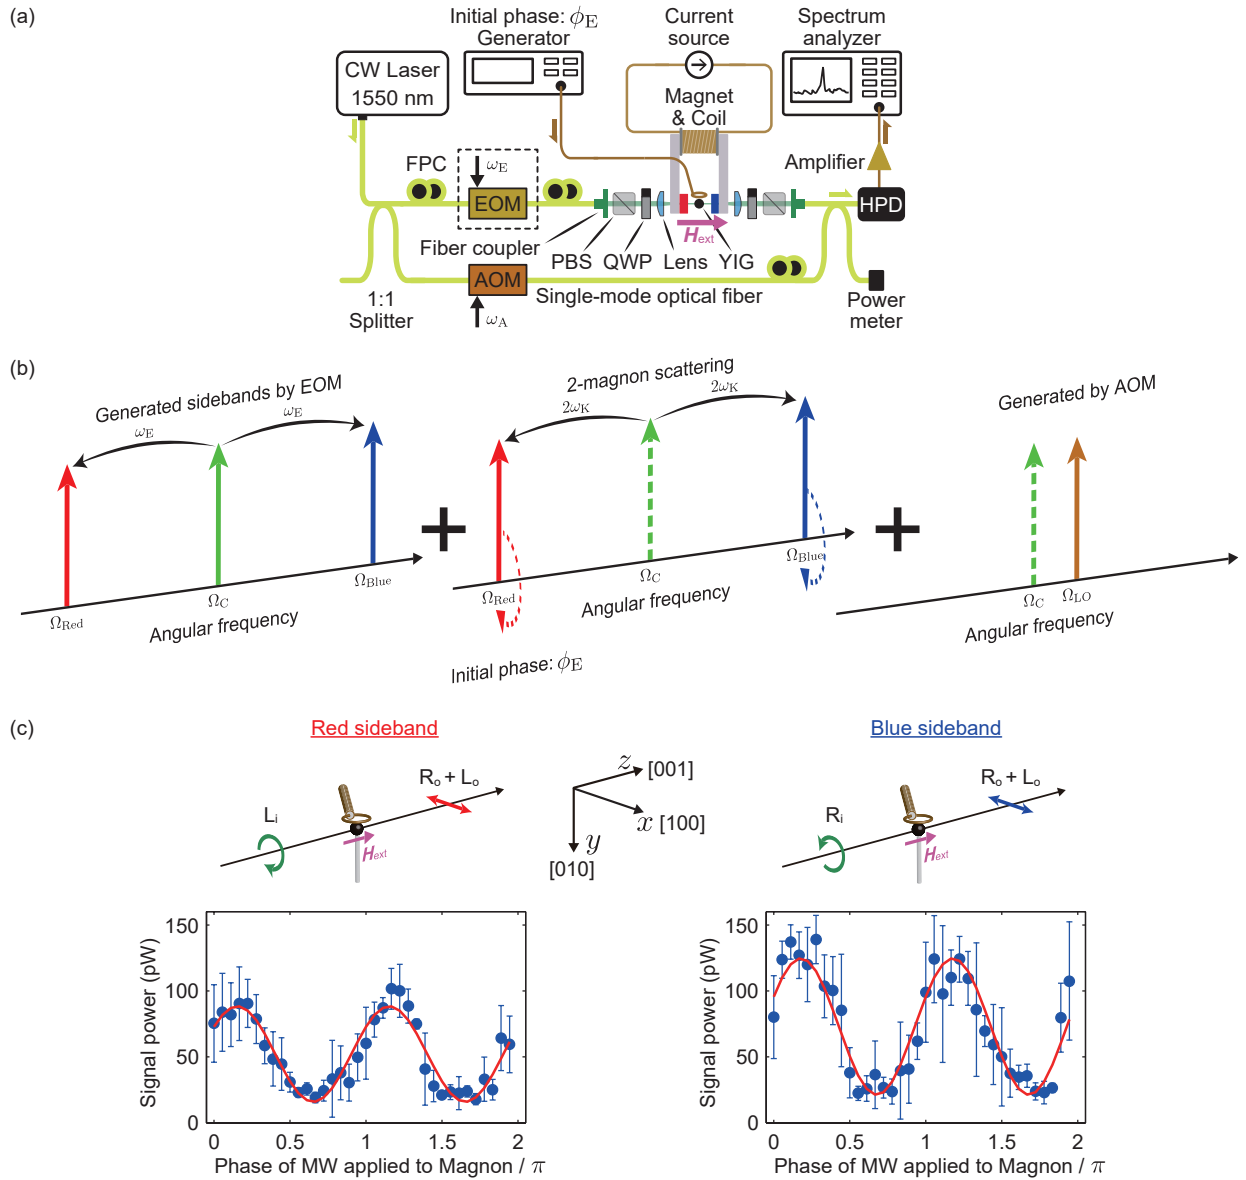 (a)
Initial phase: ϕE
Generator
Current
source
Spectrum
analyzer
CW Laser
1550 nm
Magnet
& Coil
FPC
ωE
Amplifier
EOM
HPD
Hext
Fiber coupler
PBS
QWP
Lens
YIG
AOM
Single-mode optical fiber
1:1
Splitter
ωA
Power
meter
(b)
Generated sidebands by EOM
ωE
ωE
ΩRed
ΩC
ΩBlue
Angular frequency
+
2-magnon scattering
2ωK
2ωK
ΩRed
ΩC
ΩBlue
Angular frequency
Initial phase: ϕE
+
Generated by AOM
ΩC
ΩLO
Angular frequency
(c)
Red sideband
Li
Ro + Lo
Hext
z [001]
x [100]
y
[010]
Blue sideband
Ri
Ro + Lo
Hext
Signal power (pW)
150
100
50
0
0 0.5 1 1.5 2
Phase of MW applied to Magnon / π
Signal power (pW)
150
100
50
0
0 0.5 1 1.5 2
Phase of MW applied to Magnon / π